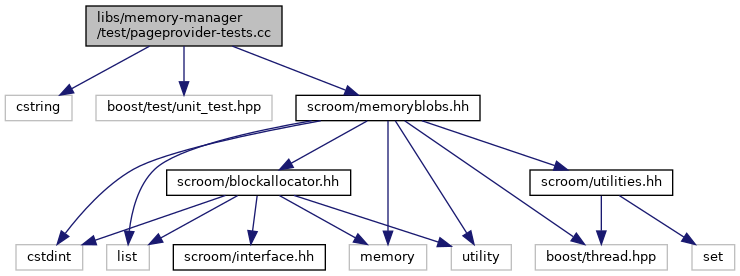 libs/memory-manager
/test/pageprovider-tests.cc
cstring
boost/test/unit_test.hpp
scroom/memoryblobs.hh
scroom/blockallocator.hh
scroom/utilities.hh
cstdint
list
scroom/interface.hh
memory
utility
boost/thread.hpp
set